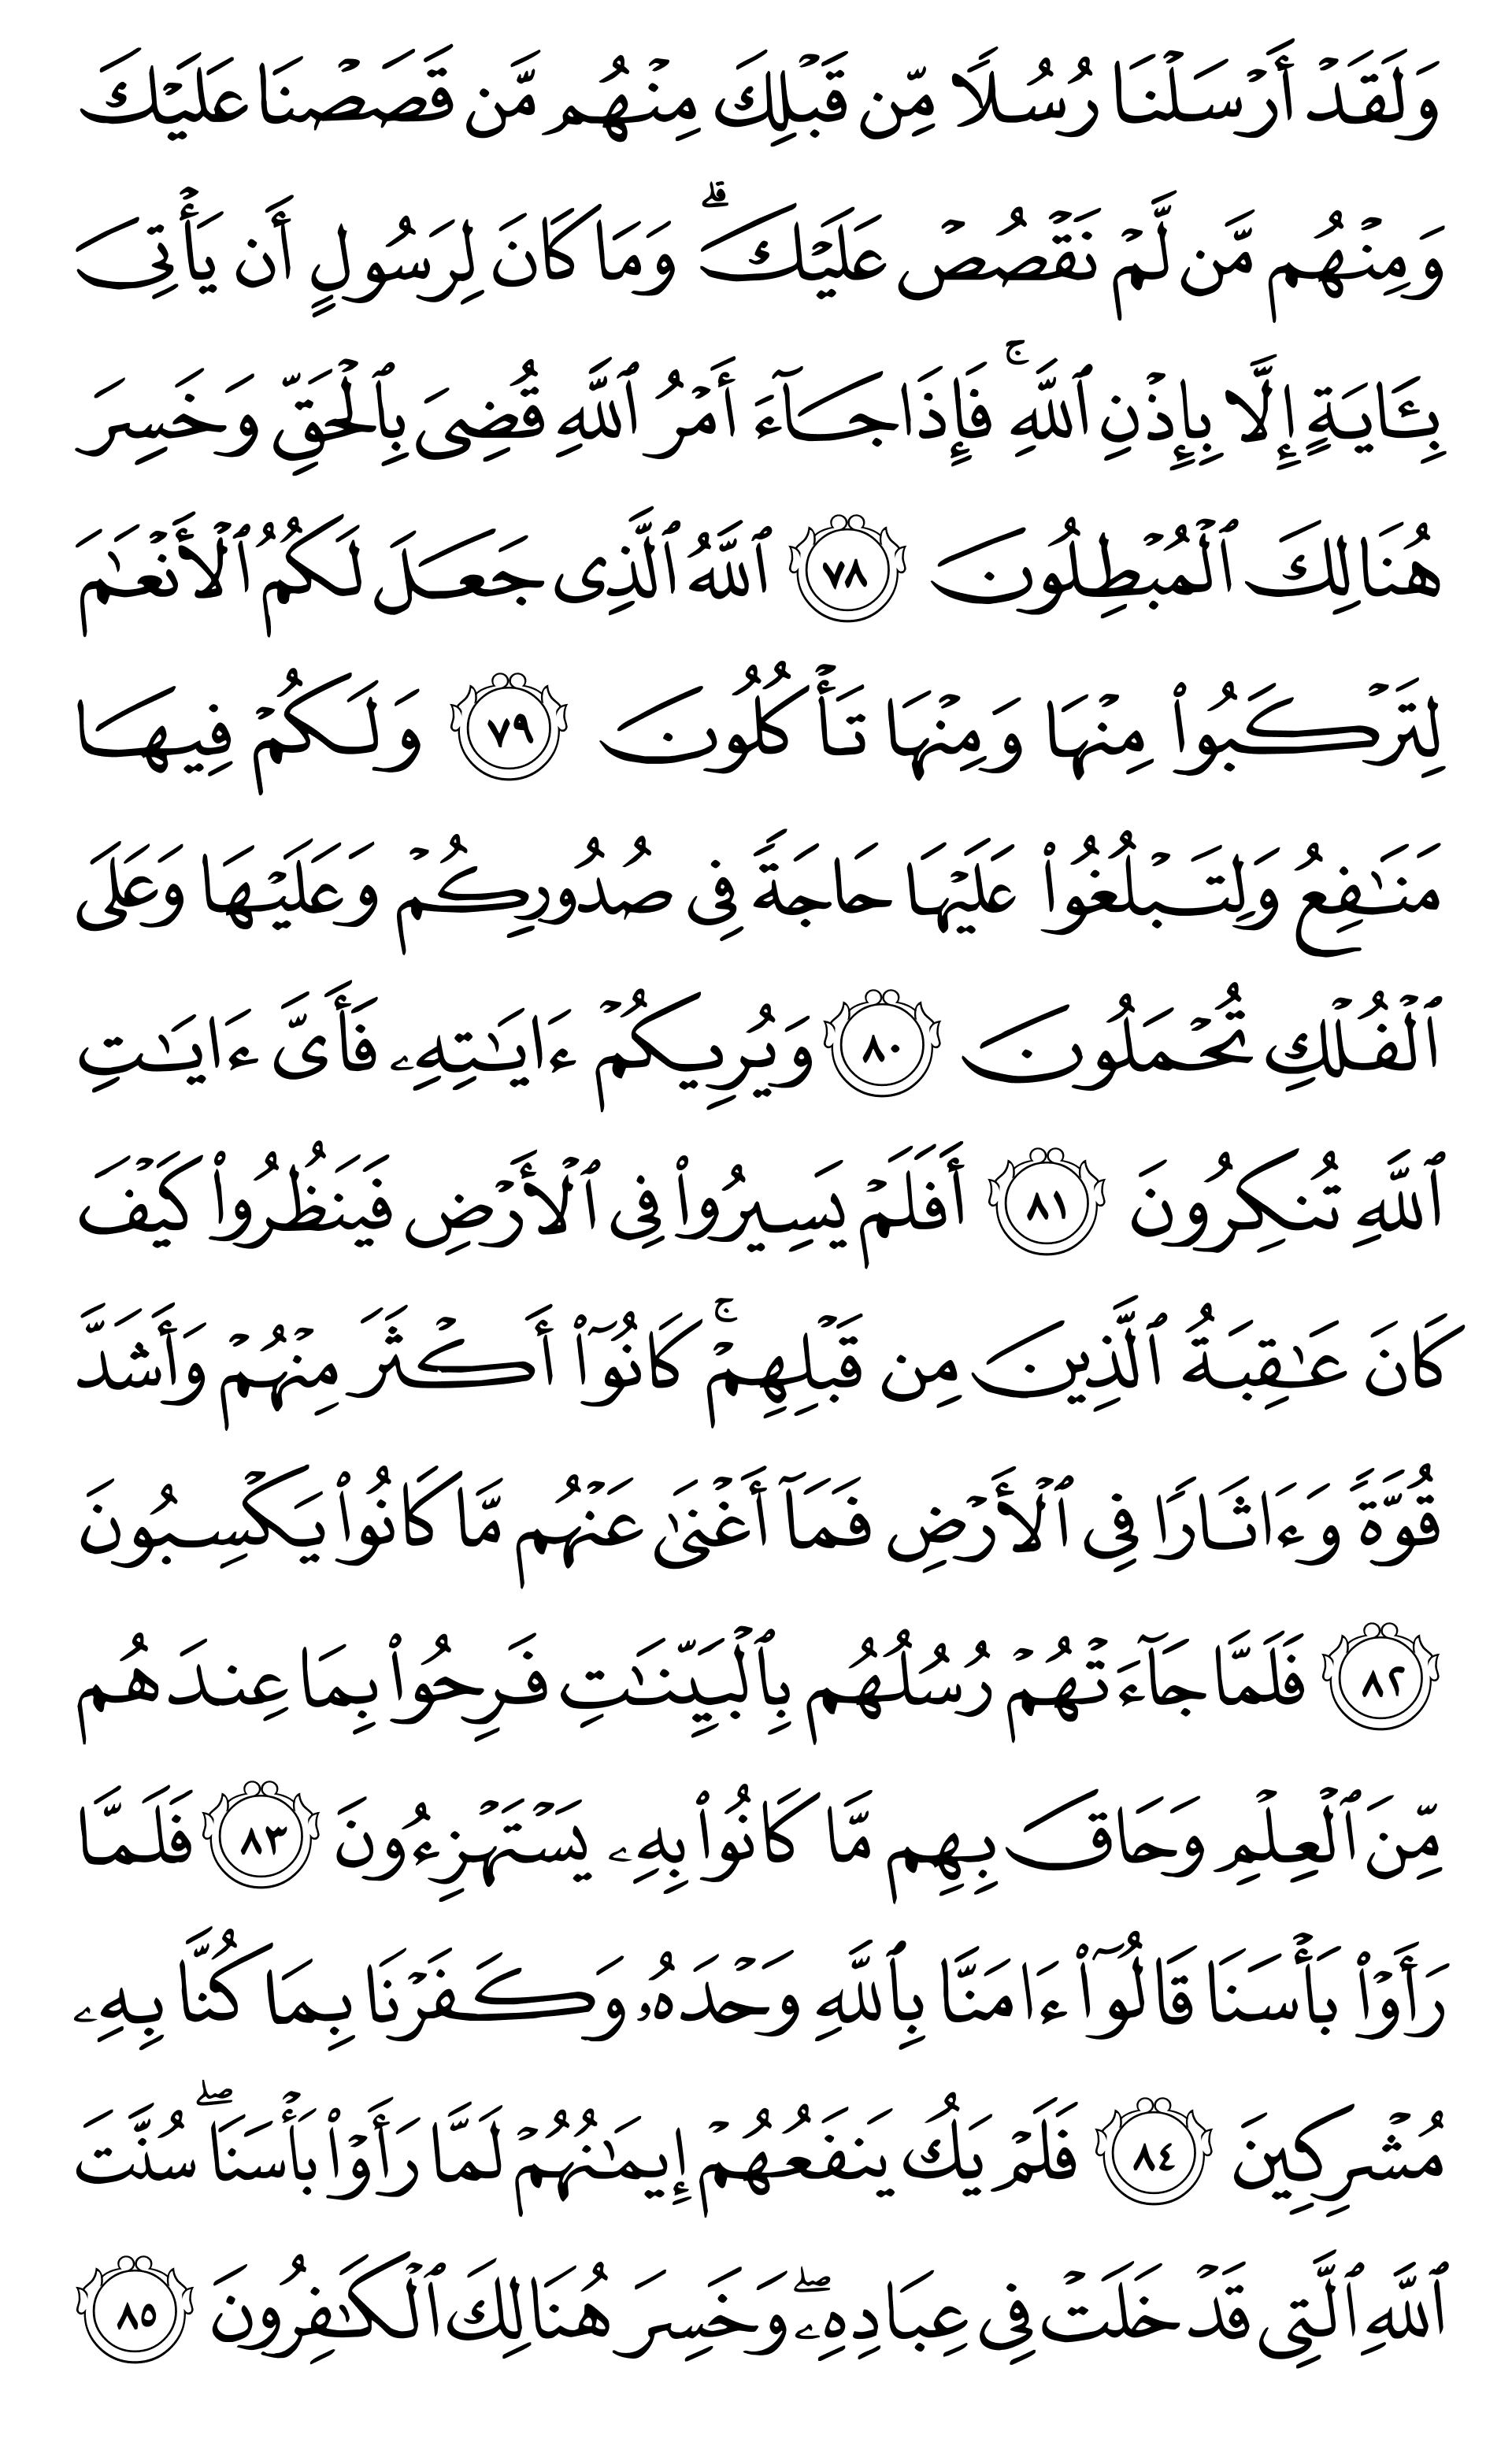 وَلَقَدۡ أَرۡسَلۡنَا رُسُلًا مِّن قَبۡلِكَ مِنۡهُم مَّن قَصَصۡنَا عَلَيۡكَ
وَمِنۡهُم مَّن لَّمۡ نَقۡصُصۡ عَلَيۡكَۗ وَمَا كَانَ لِرَسُولٍ أَن يَأۡتِىَ
بِـَٔايَةٍ إِلَّا بِإِذۡنِ ٱللَّهِۚ فَإِذَا جَآءَ أَمۡرُ ٱللَّهِ قُضِىَ بِٱلۡحَقِّ وَخَسِرَ
هُنَالِكَ ٱلۡمُبۡطِلُونَ ٧٨ ٱللَّهُ ٱلَّذِى جَعَلَ لَكُمُ ٱلۡأَنۡعَٰمَ
لِتَرۡكَبُوا۟ مِنۡهَا وَمِنۡهَا تَأۡكُلُونَ ٧٩ وَلَكُمۡ فِيهَا
مَنَٰفِعُ وَلِتَبۡلُغُوا۟ عَلَيۡهَا حَاجَةً فِى صُدُورِكُمۡ وَعَلَيۡهَا وَعَلَى
ٱلۡفُلۡكِ تُحۡمَلُونَ ٨٠ وَيُرِيكُمۡ ءَايَٰتِهِۦ فَأَىَّ ءَايَٰتِ
ٱللَّهِ تُنكِرُونَ ٨١ أَفَلَمۡ يَسِيرُوا۟ فِى ٱلۡأَرۡضِ فَيَنظُرُوا۟ كَيۡفَ
كَانَ عَٰقِبَةُ ٱلَّذِينَ مِن قَبۡلِهِمۡۚ كَانُوٓا۟ أَكۡثَرَ مِنۡهُمۡ وَأَشَدَّ
قُوَّةً وَءَاثَارًا فِى ٱلۡأَرۡضِ فَمَآ أَغۡنَىٰ عَنۡهُم مَّا كَانُوا۟ يَكۡسِبُونَ
٨٢ فَلَمَّا جَآءَتۡهُمۡ رُسُلُهُم بِٱلۡبَيِّنَٰتِ فَرِحُوا۟ بِمَا عِندَهُم
مِّنَ ٱلۡعِلۡمِ وَحَاقَ بِهِم مَّا كَانُوا۟ بِهِۦ يَسۡتَهۡزِءُونَ ٨٣ فَلَمَّا
رَأَوۡا۟ بَأۡسَنَا قَالُوٓا۟ ءَامَنَّا بِٱللَّهِ وَحۡدَهُۥ وَكَفَرۡنَا بِمَا كُنَّا بِهِۦ
مُشۡرِكِينَ ٨٤ فَلَمۡ يَكُ يَنفَعُهُمۡ إِيمَٰنُهُمۡ لَمَّا رَأَوۡا۟ بَأۡسَنَاۖ سُنَّتَ
ٱللَّهِ ٱلَّتِى قَدۡ خَلَتۡ فِى عِبَادِهِۦۖ وَخَسِرَ هُنَالِكَ ٱلۡكَٰفِرُونَ ٨٥